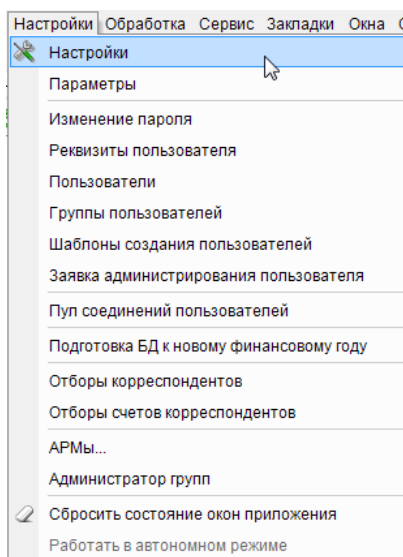 Настройки Обработка Сервис Закладки Окна
Настройки
Параметры
Изменение пароля
Реквизиты пользователя
Пользователи
Группы пользователей
Шаблоны создания пользователей
Заявка администрирования пользователя
Пул соединений пользователей
Подготовка БД к новому финансовому году
Отборы корреспондентов
Отборы счетов корреспондентов
АРМы...
Администратор групп
Сбросить состояние окон приложения
Работать в автономном режиме